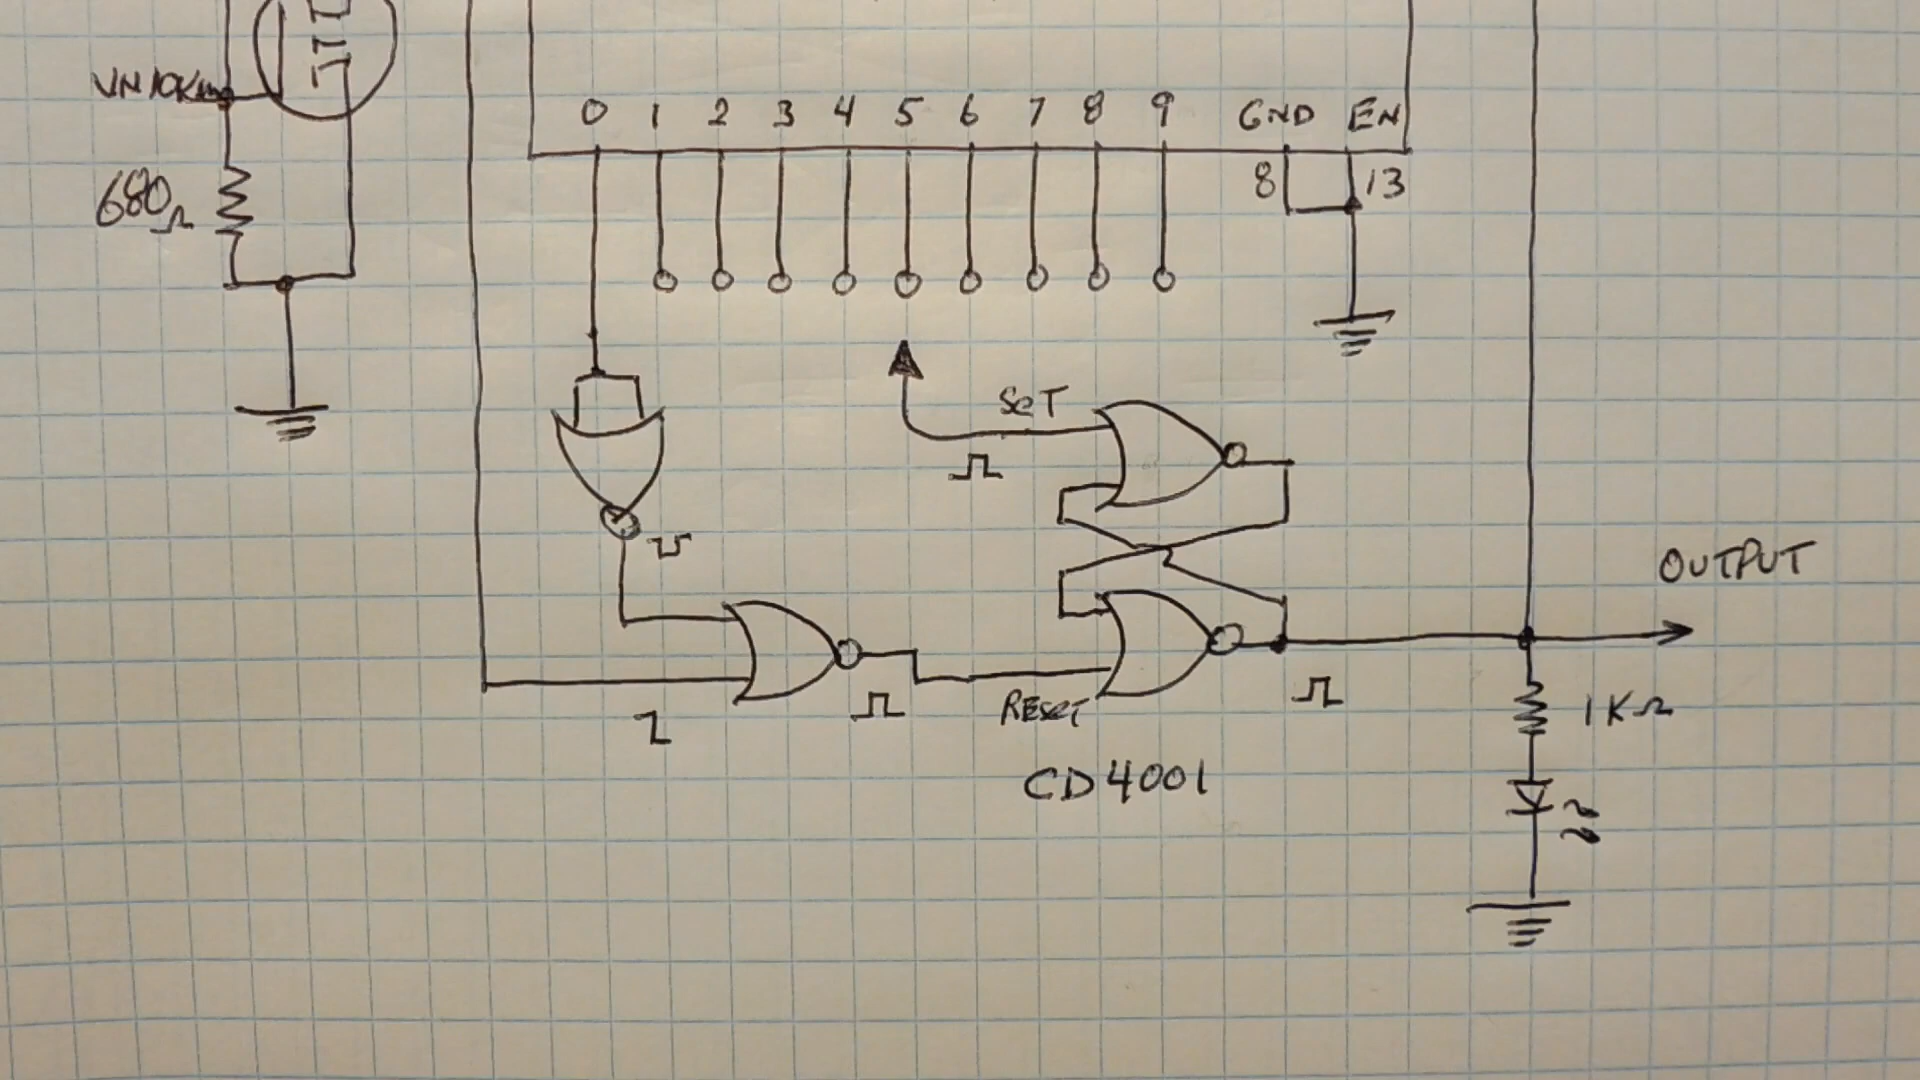 VN10Km
0 1 2 3 4 5 6 7 8 9 GND EN
8 13
680Ω
SET
OUTPUT
1KΩ
RESET
CD4001